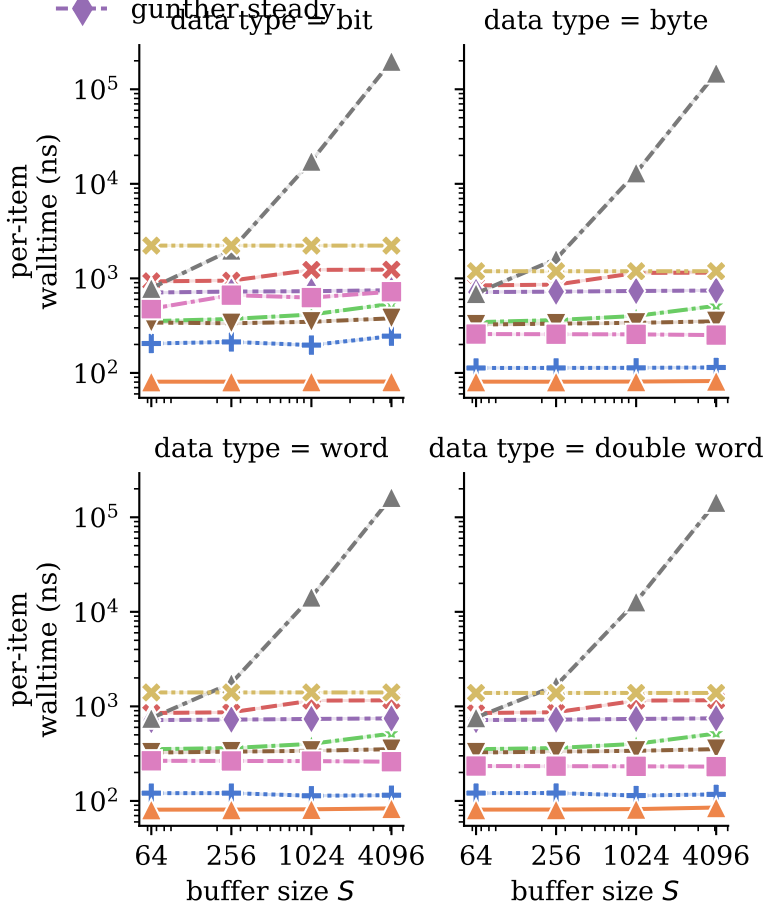 gunther steady
data type = bit
data type = byte
per-item
walltime (ns)
10⁵
10⁴
10³
10²
data type = word
data type = double word
per-item
walltime (ns)
10⁵
10⁴
10³
10²
64 256 1024 4096
64 256 1024 4096
buffer size S
buffer size S